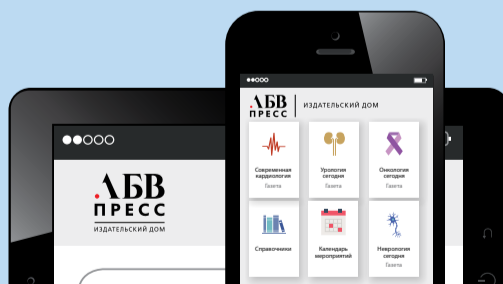 АБВ
ПРЕСС
ИЗДАТЕЛЬСКИЙ ДОМ
АБВ
ПРЕСС
ИЗДАТЕЛЬСКИЙ ДОМ
Современная
кардиология
Газета
Урология
сегодня
Газета
Онкология
сегодня
Газета
Справочники
Календарь
мероприятий
Неврология
сегодня
Газета